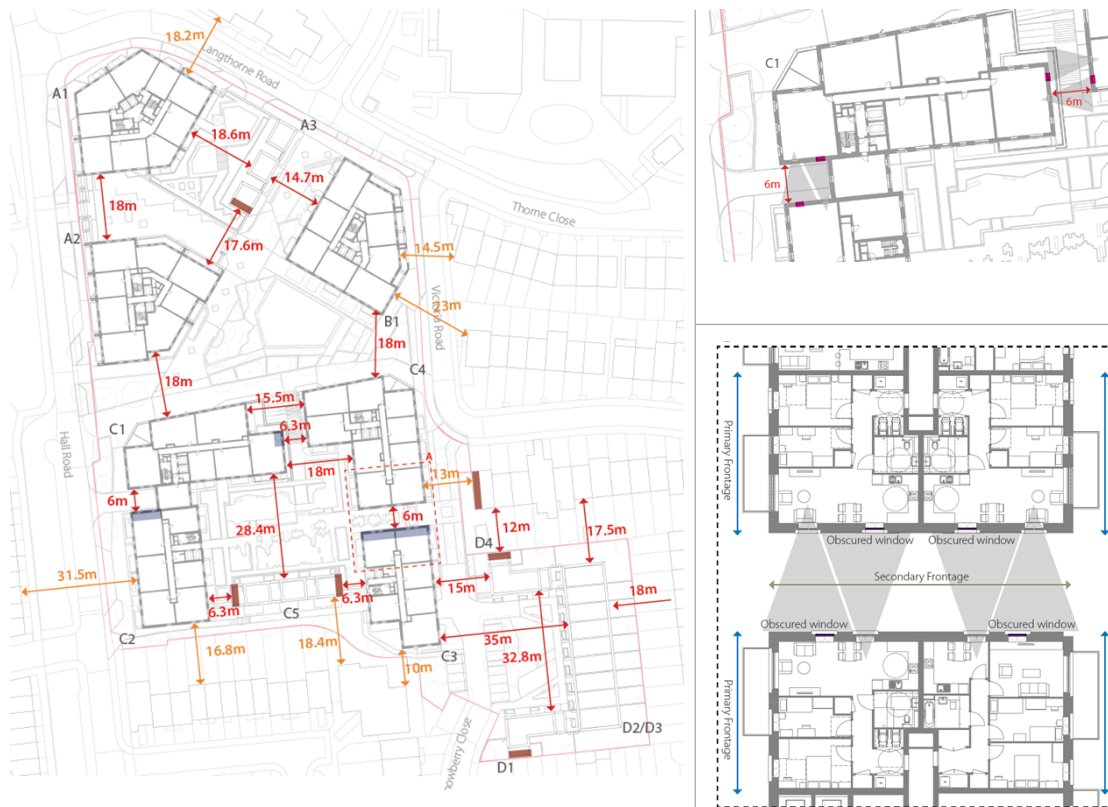 18.2m
Langthorne Road
A1
A3
18.6m
14.7m
18m
Thorne Close
A2
17.6m
14.5m
23m
Victoria Road
B1
18m
18m
C4
15.5m
C1
6.3m
Hall Road
18m
A
13m
6m
28.4m
6m
12m
17.5m
D4
31.5m
6.3m
6.3m
15m
18m
C5
C2
16.8m
18.4m
35m
10m
C3
32.8m
owberry Close
D2/D3
D1
C1
6m
6m
Primary Frontage
Obscured window
Obscured window
Secondary Frontage
Obscured window
Obscured window
Primary Frontage